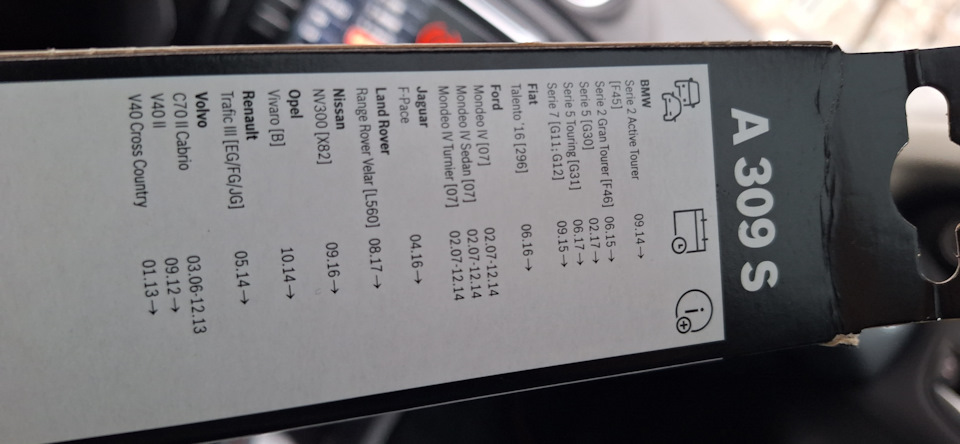 A 309 S
BMW
Serie 2 Active Tourer
[F45] 09.14→
Serie 2 Gran Tourer [F46] 06.15→
Serie 5 [G30] 02.17→
Serie 5 Touring [G31] 06.17→
Serie 7 [G11; G12] 09.15→
Fiat
Talento '16 [296] 06.16→
Ford
Mondeo IV [07] 02.07-12.14
Mondeo IV Sedan [07] 02.07-12.14
Mondeo IV Turnier [07] 02.07-12.14
Jaguar
F-Pace 04.16→
Land Rover
Range Rover Velar [L560] 08.17→
Nissan
NV300 [X82] 09.16→
Opel
Vivaro [B] 10.14→
Renault
Trafic III [EG/FG/JG] 05.14→
Volvo
C70 II Cabrio 03.06-12.13
V40 II 09.12→
V40 Cross Country 01.13→